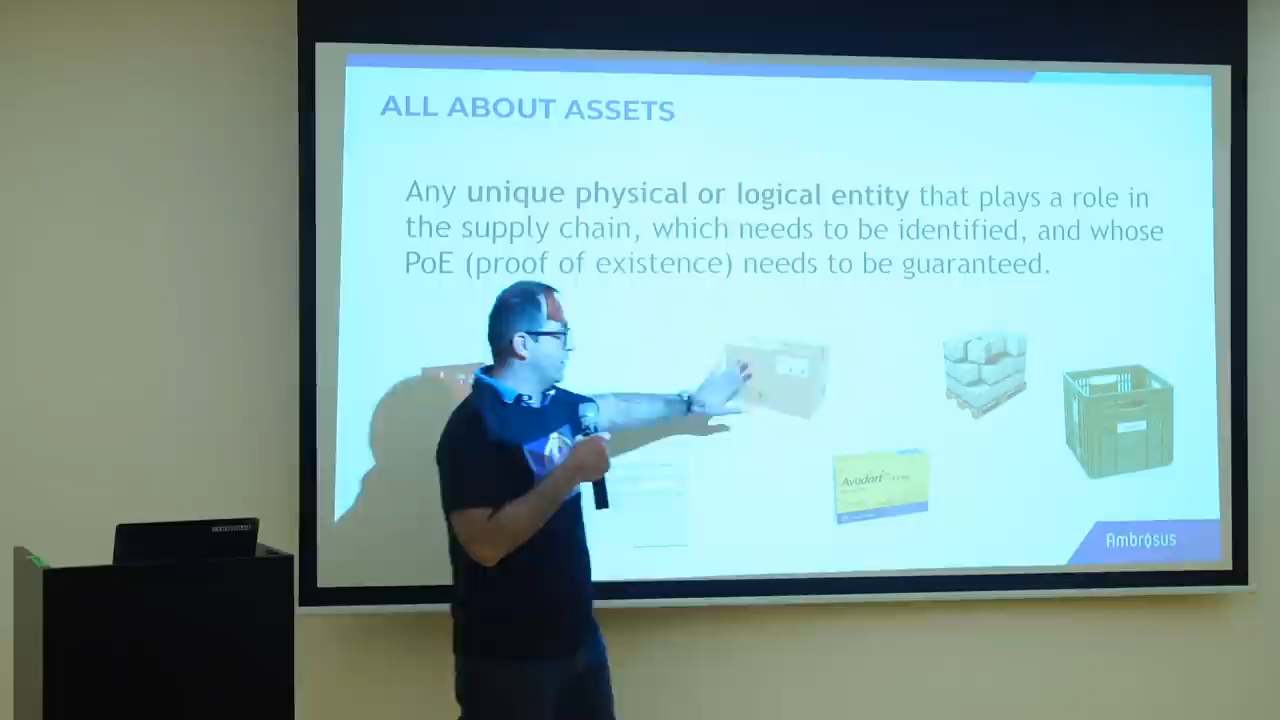 ALL ABOUT ASSETS
Any unique physical or logical entity that plays a role in
the supply chain, which needs to be identified, and whose
PoE (proof of existence) needs to be guaranteed.
Avodart
Ambrosus